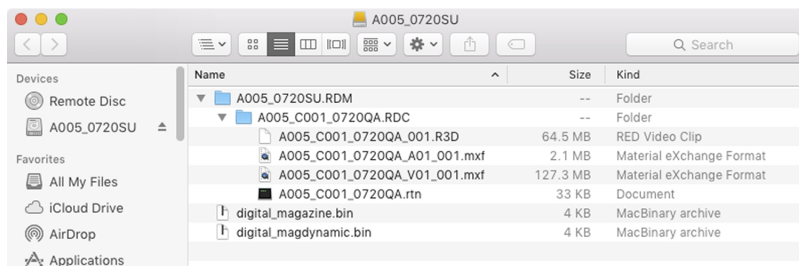 A005_0720SU
Search
Devices
Remote Disc
A005_0720SU
Favorites
All My Files
iCloud Drive
AirDrop
Applications
Name Size Kind
A005_0720SU.RDM -- Folder
A005_C001_0720QA.RDC -- Folder
A005_C001_0720QA_001.R3D 64.5 MB RED Video Clip
A005_C001_0720QA_A01_001.mxf 2.1 MB Material eXchange Format
A005_C001_0720QA_V01_001.mxf 127.3 MB Material eXchange Format
A005_C001_0720QA.rtn 33 KB Document
digital_magazine.bin 4 KB MacBinary archive
digital_magdynamic.bin 4 KB MacBinary archive